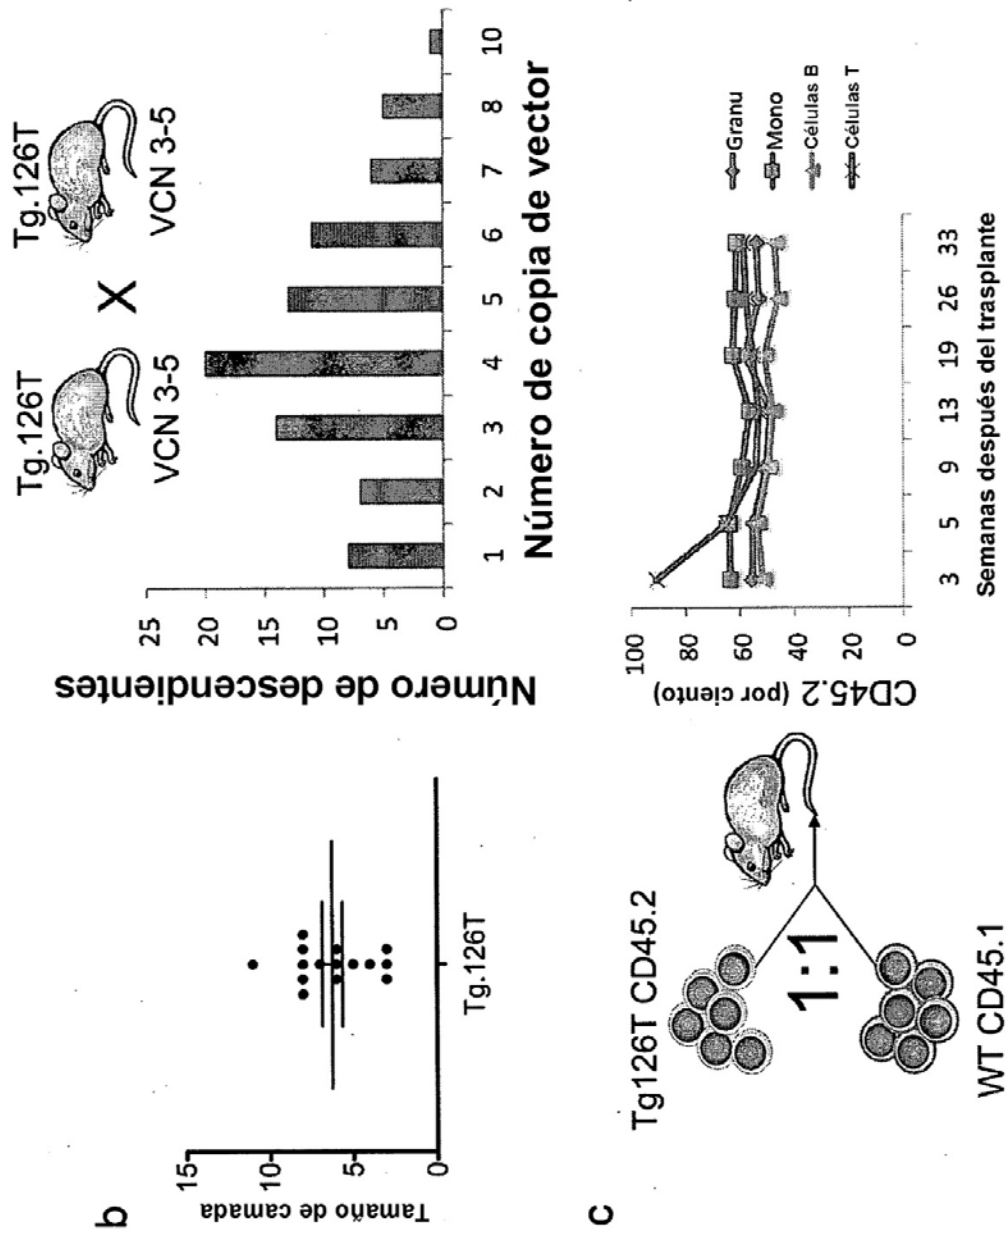 b
Tamaño de camada
15
10
5
0
Tg.126T
Tg.126T
VCN 3-5
X
Tg.126T
VCN 3-5
Número de descendientes
25
20
15
10
5
0
1 2 3 4 5 6 7 8 10
Número de copia de vector
c
Tg126T CD45.2
1:1
WT CD45.1
CD45.2 (por ciento)
100
80
60
40
20
0
3 5 9 13 19 26 33
Semanas después del trasplante
Granu
Mono
Células B
Células T